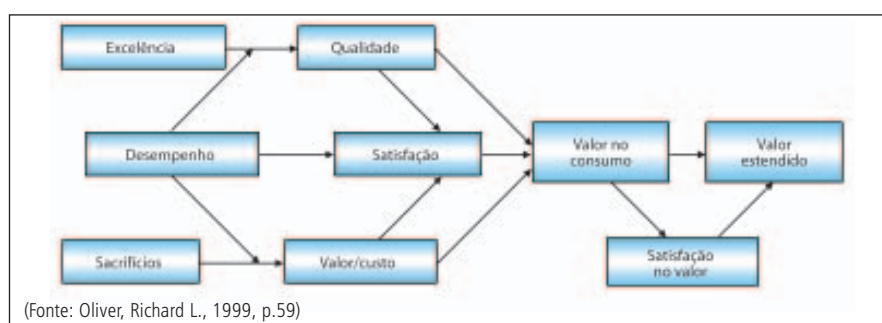 Excelência
Qualidade
Desempenho
Satisfação
Valor no
consumo
Valor
estendido
Sacrifícios
Valor/custo
Satisfação
no valor
(Fonte: Oliver, Richard L., 1999, p.59)